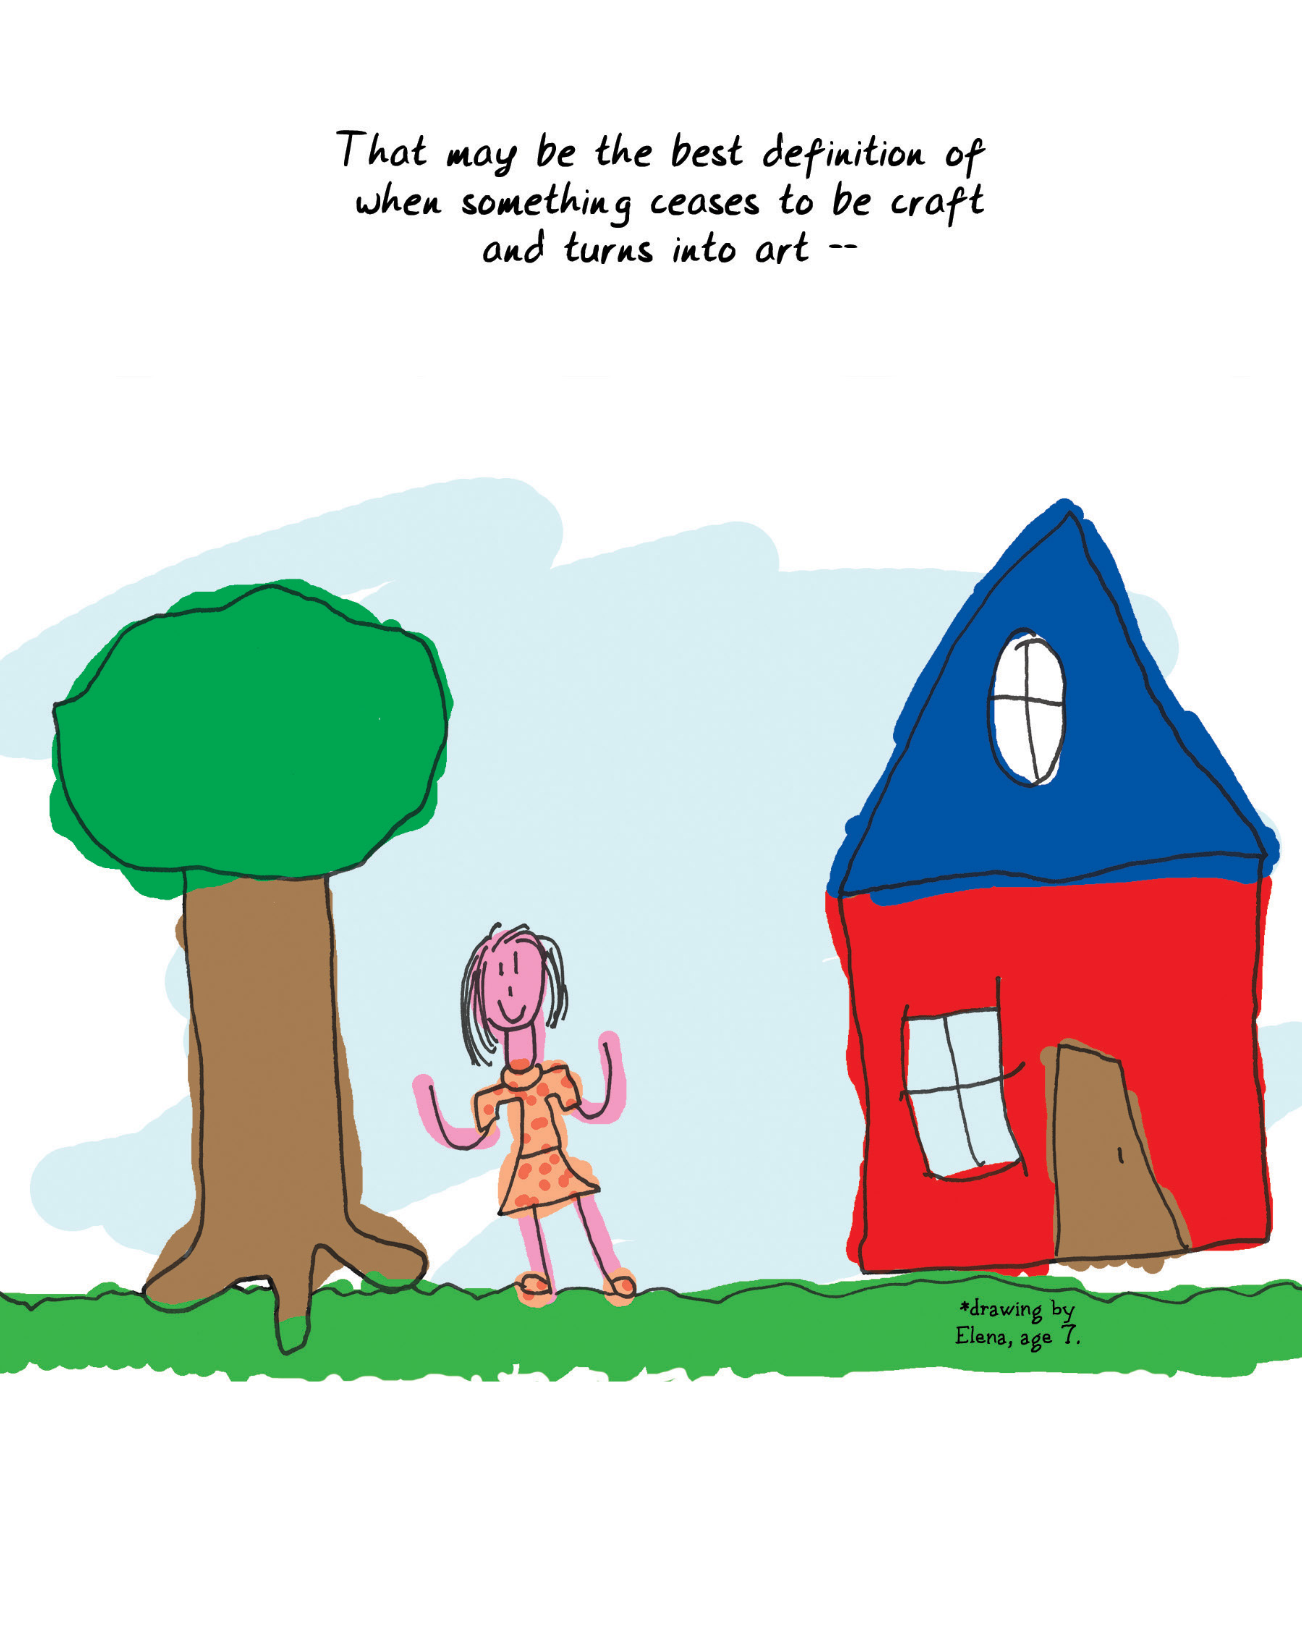 That may be the best definition of
when something ceases to be craft
and turns into art --
*drawing by
Elena, age 7.